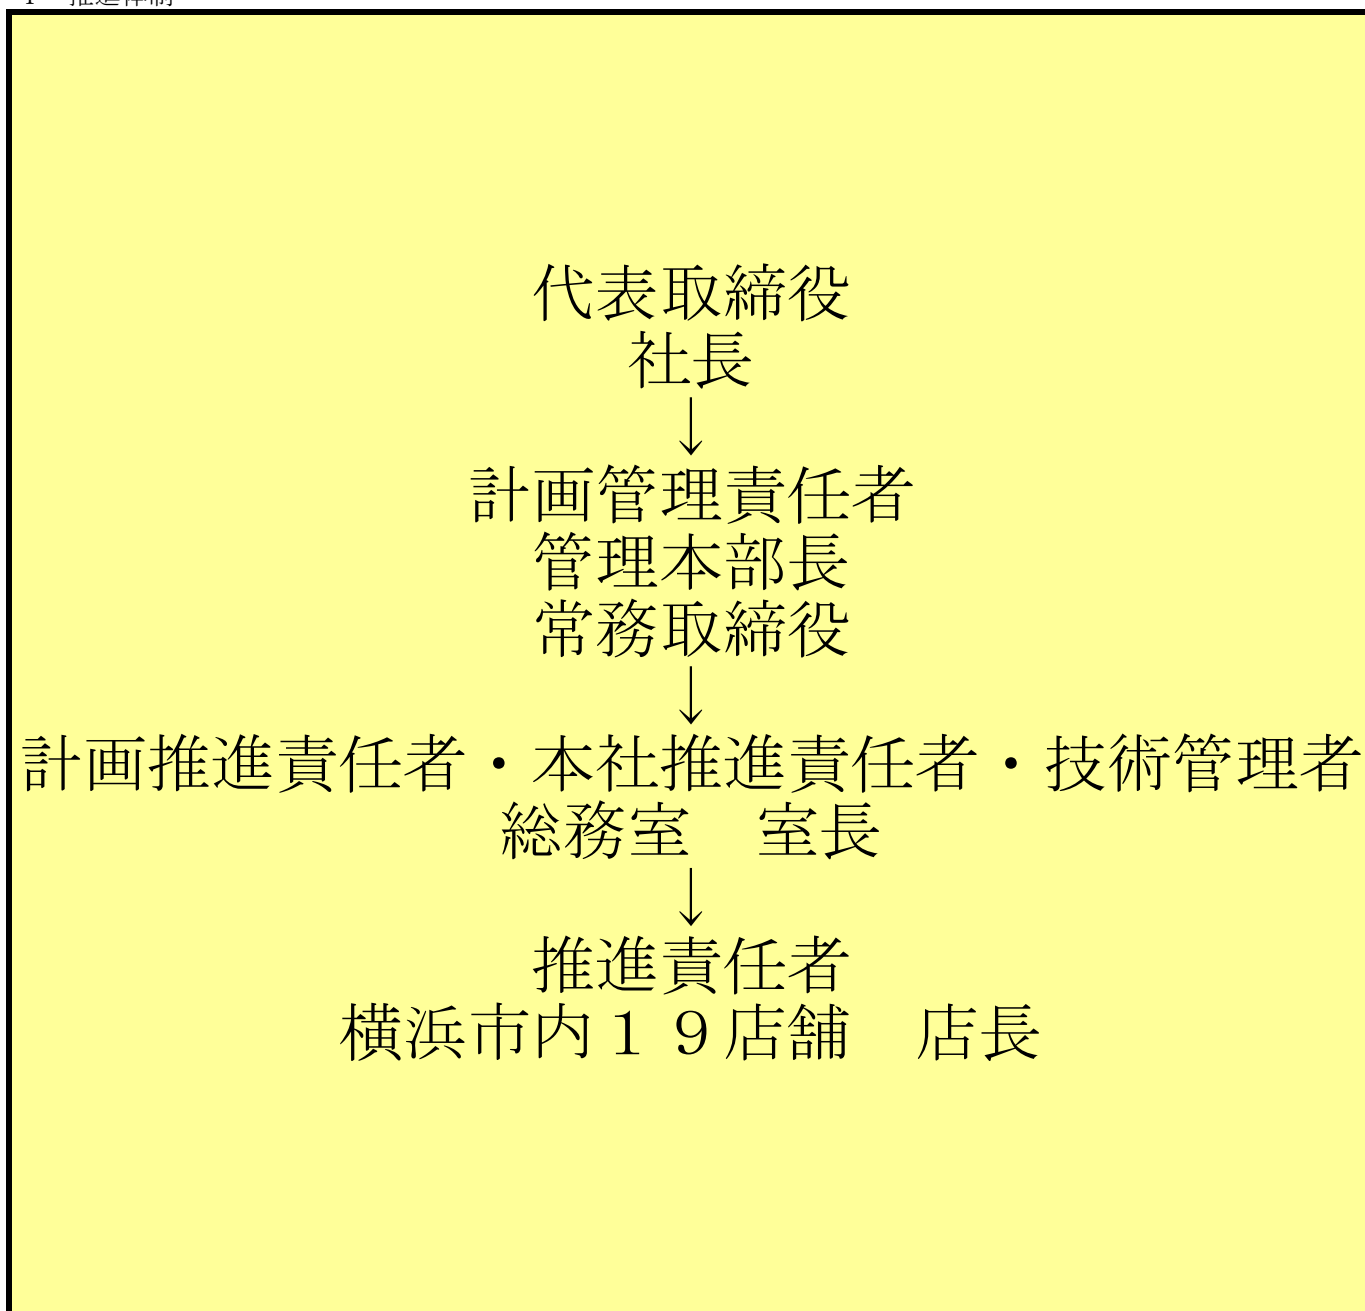 代表取締役
社長
↓
計画管理責任者
管理本部長
常務取締役
↓
計画推進責任者・本社推進責任者・技術管理者
総務室　室長
↓
推進責任者
横浜市内１９店舗　店長